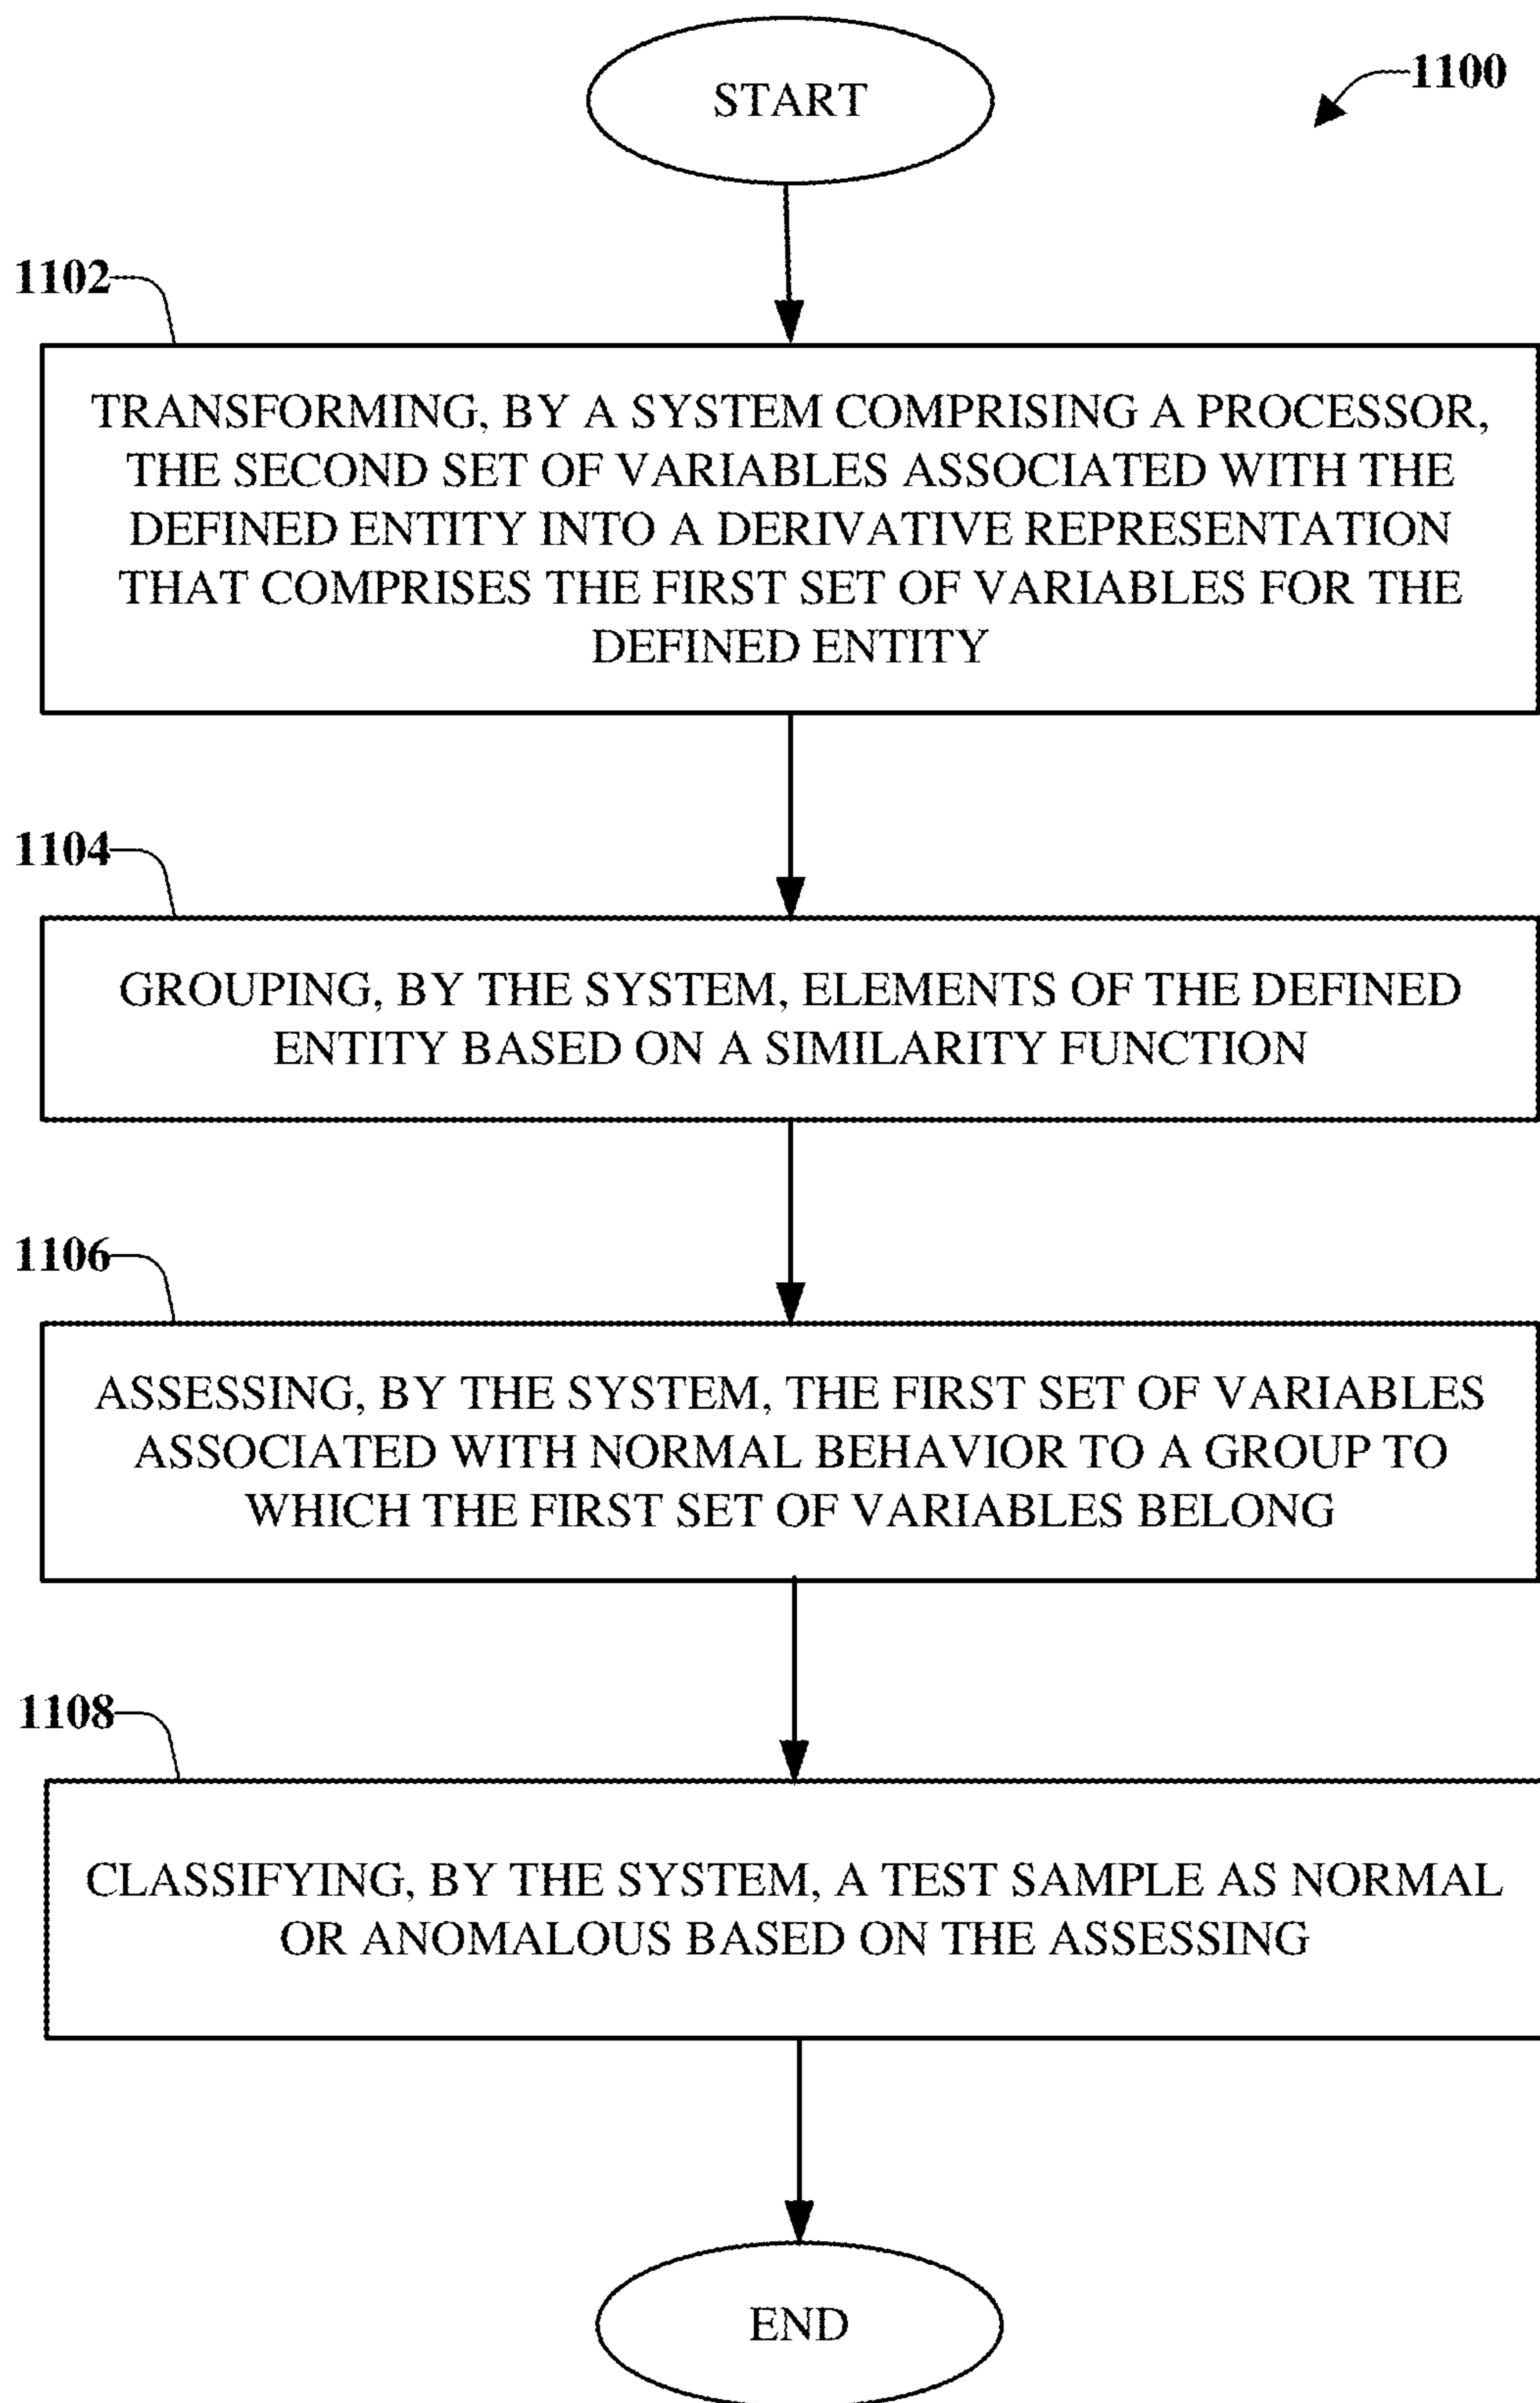 START
1100
1102
TRANSFORMING, BY A SYSTEM COMPRISING A PROCESSOR,
THE SECOND SET OF VARIABLES ASSOCIATED WITH THE
DEFINED ENTITY INTO A DERIVATIVE REPRESENTATION
THAT COMPRISES THE FIRST SET OF VARIABLES FOR THE
DEFINED ENTITY
1104
GROUPING, BY THE SYSTEM, ELEMENTS OF THE DEFINED
ENTITY BASED ON A SIMILARITY FUNCTION
1106
ASSESSING, BY THE SYSTEM, THE FIRST SET OF VARIABLES
ASSOCIATED WITH NORMAL BEHAVIOR TO A GROUP TO
WHICH THE FIRST SET OF VARIABLES BELONG
1108
CLASSIFYING, BY THE SYSTEM, A TEST SAMPLE AS NORMAL
OR ANOMALOUS BASED ON THE ASSESSING
END